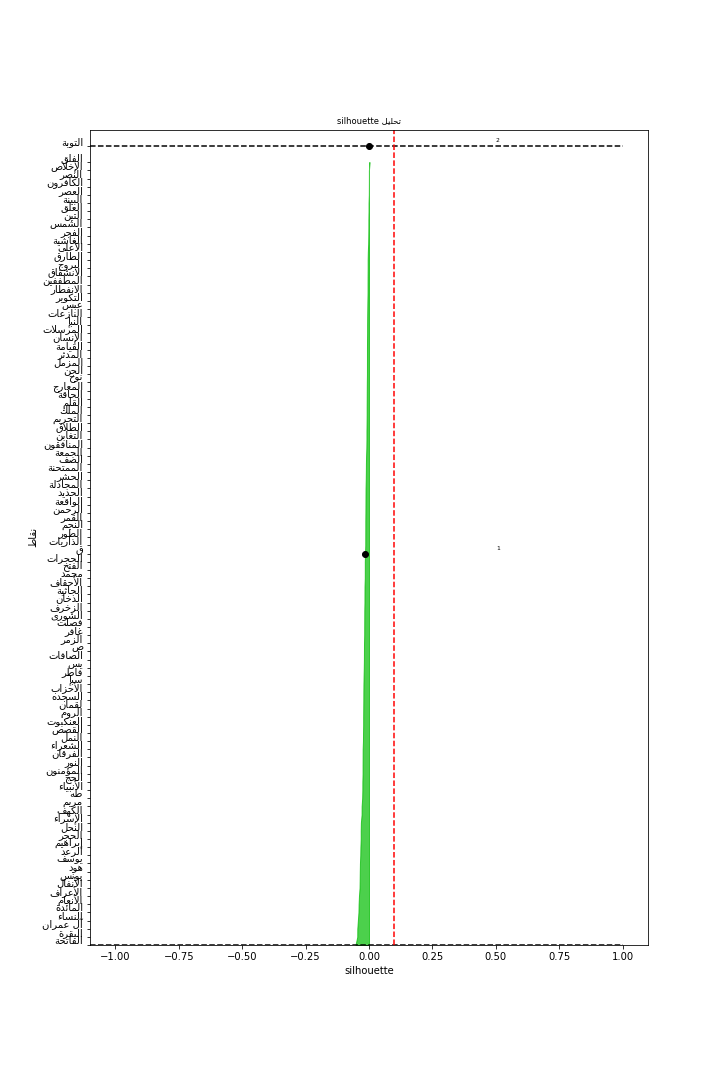 تحليل silhouette
2
التوبة
الفلق
الإخلاص
النصر
الكافرون
العصر
البينة
العلق
التين
الشمس
الفجر
الغاشية
الأعلى
الطارق
البروج
الانشقاق
المطففين
الانفطار
التكوير
عبس
النازعات
النبأ
المرسلات
الإنسان
القيامة
المدثر
المزمل
الجن
نوح
المعارج
الحاقة
القلم
الملك
التحريم
الطلاق
التغابن
المنافقون
الجمعة
الصف
الممتحنة
الحشر
المجادلة
الحديد
الواقعة
الرحمن
القمر
النجم
الطور
الذاريات
ق
1
الحجرات
الفتح
محمد
الأحقاف
الجاثية
الدخان
الزخرف
الشورى
فصلت
غافر
الزمر
ص
الصافات
يس
فاطر
سبأ
الأحزاب
السجدة
لقمان
الروم
العنكبوت
القصص
النمل
الشعراء
الفرقان
النور
المؤمنون
الحج
الأنبياء
طه
مريم
الكهف
الإسراء
النحل
الحجر
إبراهيم
الرعد
يوسف
هود
يونس
الأنفال
الأعراف
الأنعام
المائدة
النساء
آل عمران
البقرة
الفاتحة
نقاط
−1.00 −0.75 −0.50 −0.25 0.00 0.25 0.50 0.75 1.00
silhouette